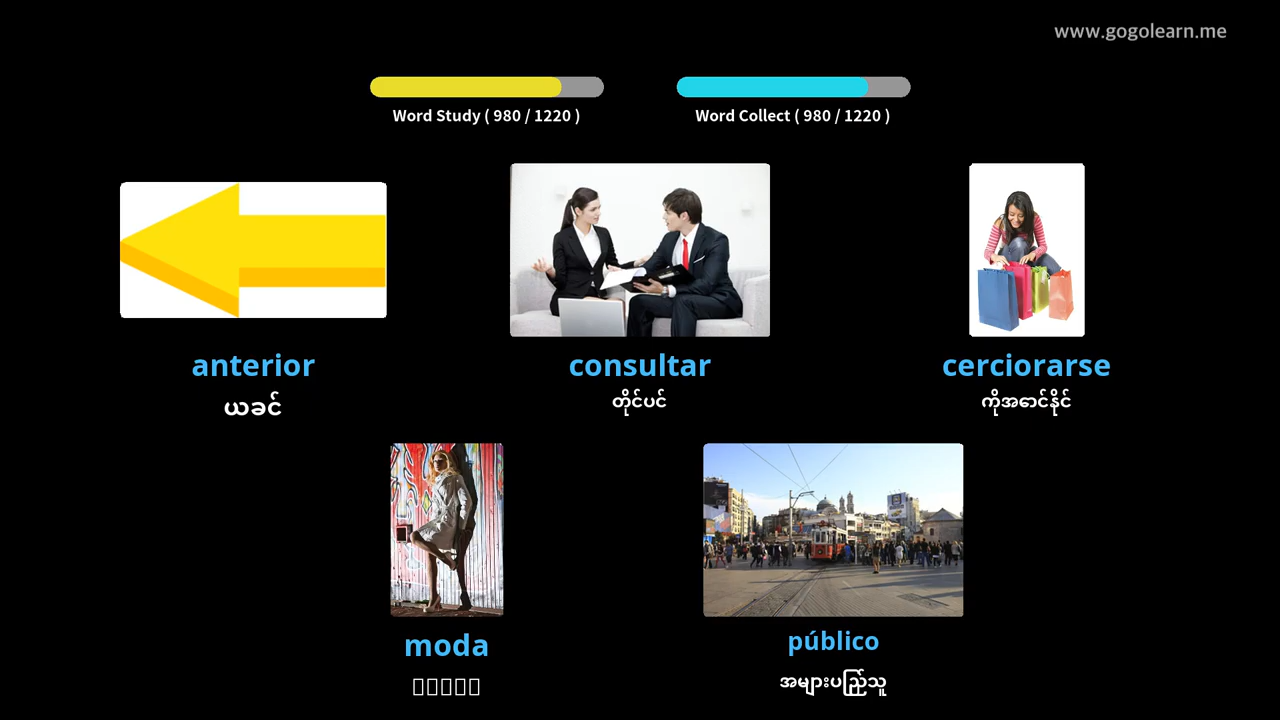 www.gogolearn.me
Word Study ( 980 / 1220 )
Word Collect ( 980 / 1220 )
anterior
consultar
cerciorarse
ယခင်
တိုင်ပင်
ကိုအောင်နိုင်
moda
público
အများပြည်သူ